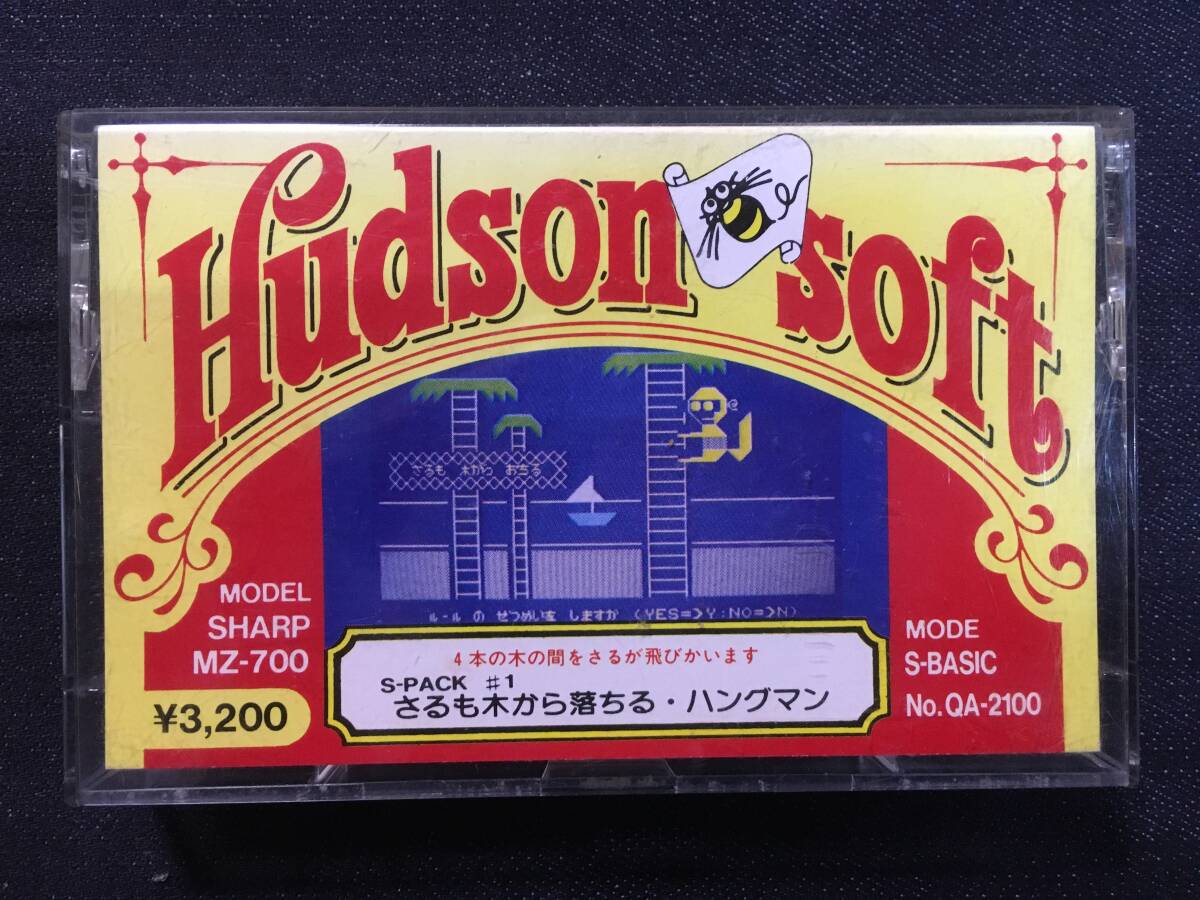 Hudson soft
さるも 木から おちる
ルールの せつめいを しますか (YES=>Y:NO=>N)
MODEL
SHARP
MZ-700
¥3,200
4本の木の間をさるが飛びかいます
S-PACK #1
さるも木から落ちる・ハングマン
MODE
S-BASIC
No.QA-2100